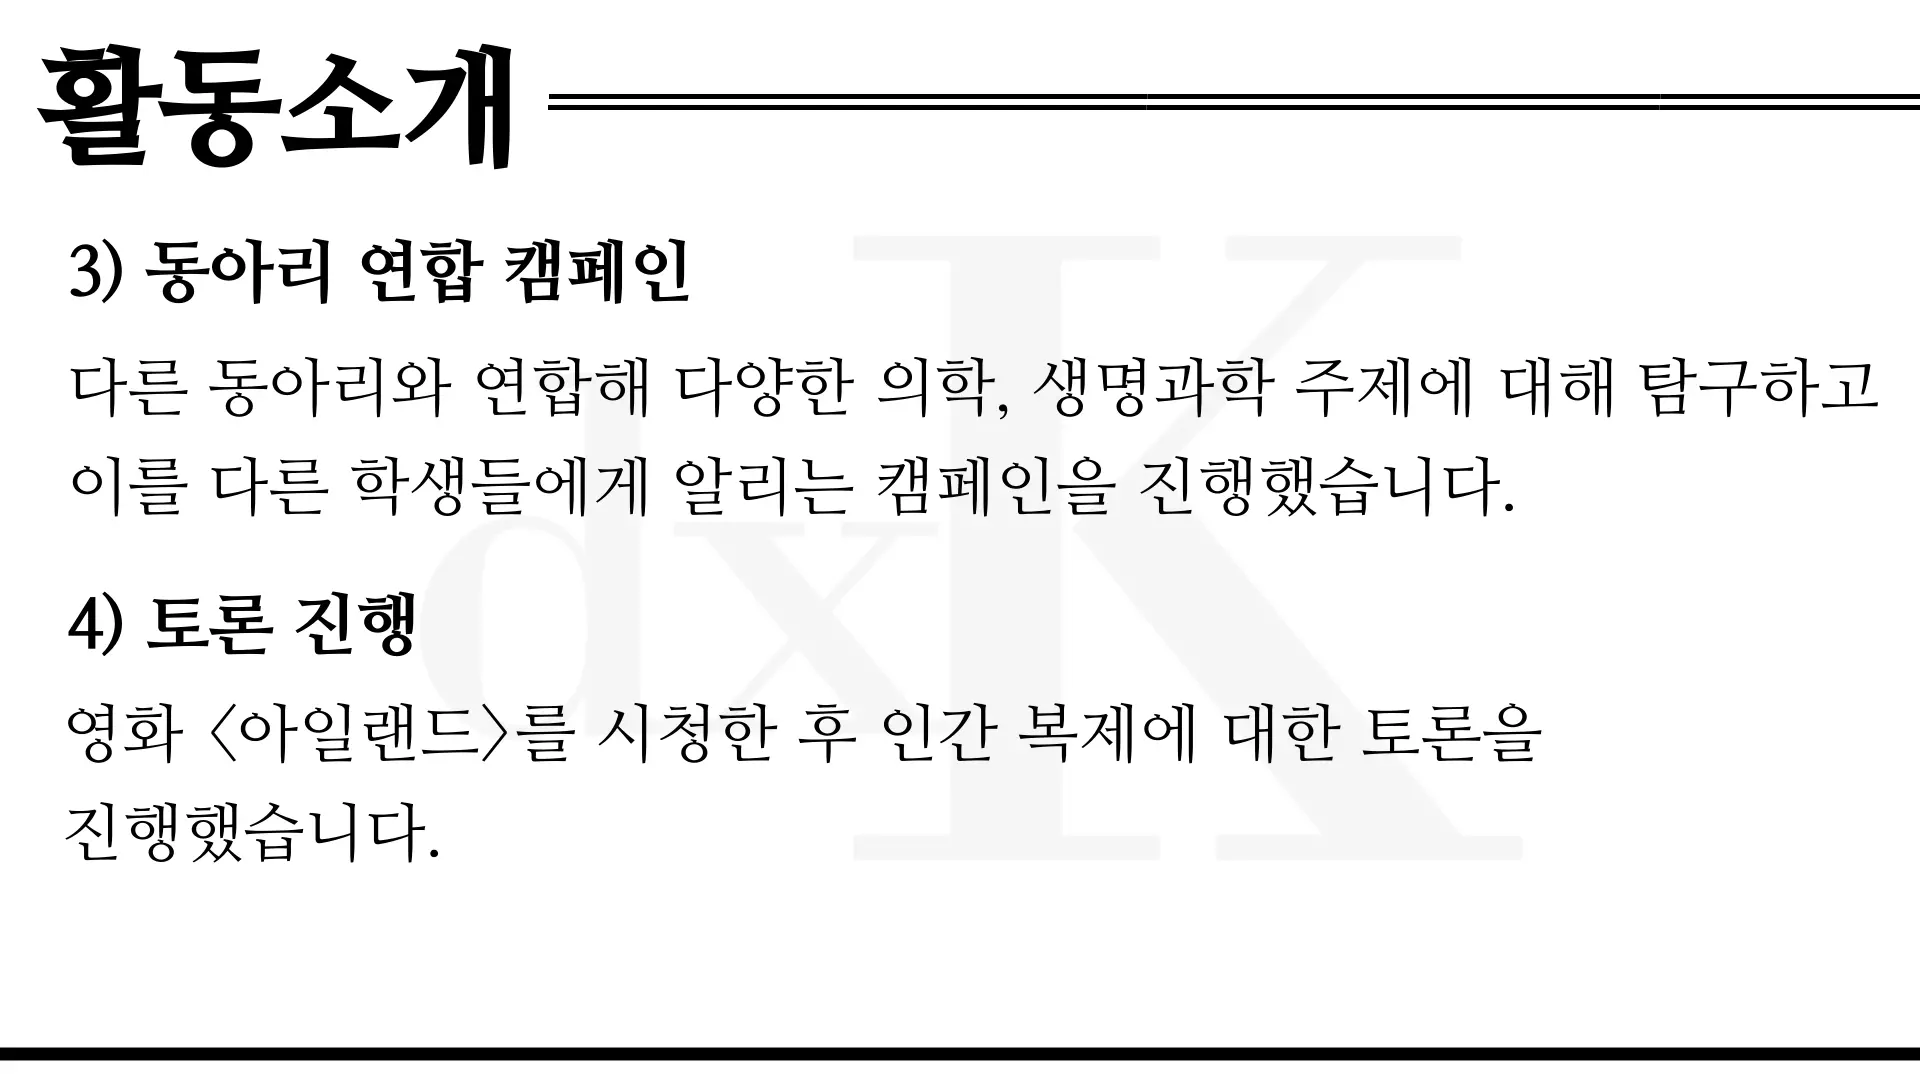 활동소개
3) 동아리 연합 캠페인
다른 동아리와 연합해 다양한 의학, 생명과학 주제에 대해 탐구하고
이를 다른 학생들에게 알리는 캠페인을 진행했습니다.
4) 토론 진행
영화 <아일랜드>를 시청한 후 인간 복제에 대한 토론을
진행했습니다.
dxK